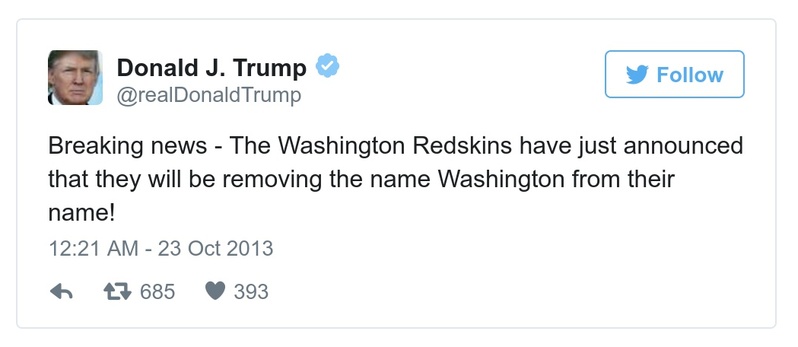 Donald J. Trump
@realDonaldTrump
Follow
Breaking news - The Washington Redskins have just announced
that they will be removing the name Washington from their
name!
12:21 AM - 23 Oct 2013
685 393